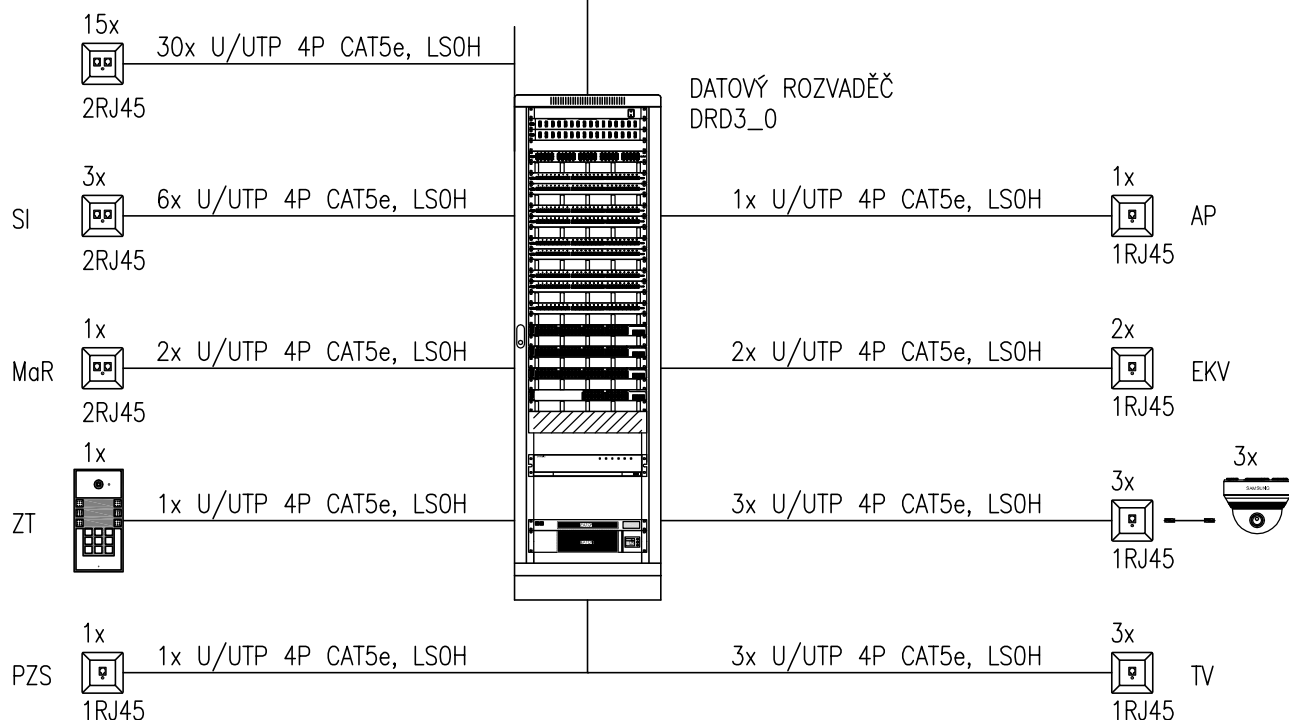 15x
30x U/UTP 4P CAT5e, LSOH
2RJ45
DATOVÝ ROZVADĚČ
DRD3_0
SI
3x
6x U/UTP 4P CAT5e, LSOH
2RJ45
1x U/UTP 4P CAT5e, LSOH
1x
1RJ45
AP
MaR
1x
2x U/UTP 4P CAT5e, LSOH
2RJ45
2x U/UTP 4P CAT5e, LSOH
2x
1RJ45
EKV
ZT
1x
1x U/UTP 4P CAT5e, LSOH
3x U/UTP 4P CAT5e, LSOH
3x
1RJ45
3x
SAMSUNG
PZS
1x
1x U/UTP 4P CAT5e, LSOH
1RJ45
3x U/UTP 4P CAT5e, LSOH
3x
1RJ45
TV